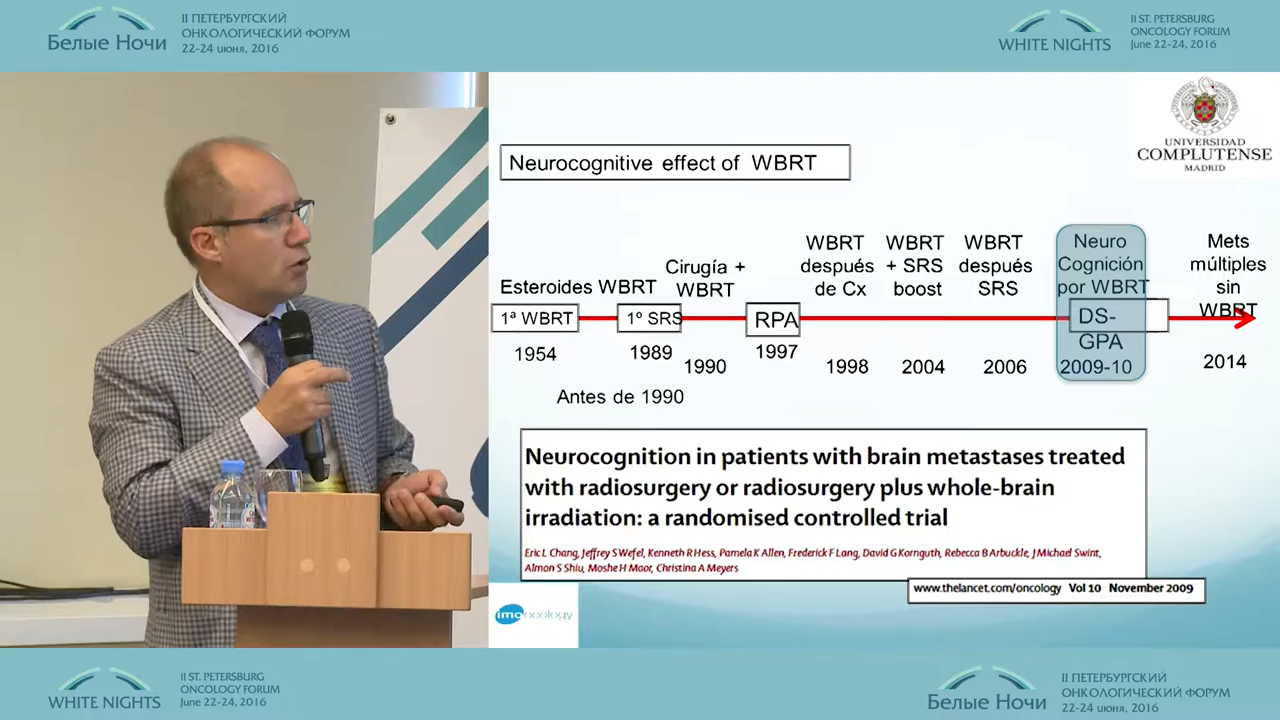 II ПЕТЕРБУРГСКИЙ
ОНКОЛОГИЧЕСКИЙ ФОРУМ
Белые Ночи
22-24 июня, 2016
II ST. PETERSBURG
ONCOLOGY FORUM
WHITE NIGHTS
June 22-24, 2016
UNIVERSIDAD
COMPLUTENSE
MADRID
Neurocognitive effect of WBRT
Esteroides WBRT
Cirugía +
WBRT
WBRT
después
de Cx
WBRT
+ SRS
boost
WBRT
después
SRS
Neuro
Cognición
por WBRT
Mets
múltiples
sin
WBRT
1ª WBRT
1º SRS
RPA
DS-
GPA
1954
1989
1990
1997
1998
2004
2006
2009-10
2014
Antes de 1990
Neurocognition in patients with brain metastases treated
with radiosurgery or radiosurgery plus whole-brain
irradiation: a randomised controlled trial
Eric L Chang, Jeffrey S Wefel, Kenneth R Hess, Pamela K Allen, Frederick F Lang, David G Kornguth, Rebecca B Arbuckle, J Michael Swint,
Almon S Shiu, Moshe H Maor, Christina A Meyers
www.thelancet.com/oncology Vol 10 November 2009
imoncology
II ST. PETERSBURG
ONCOLOGY FORUM
WHITE NIGHTS
June 22-24, 2016
II ПЕТЕРБУРГСКИЙ
ОНКОЛОГИЧЕСКИЙ ФОРУМ
Белые Ночи
22-24 июня, 2016